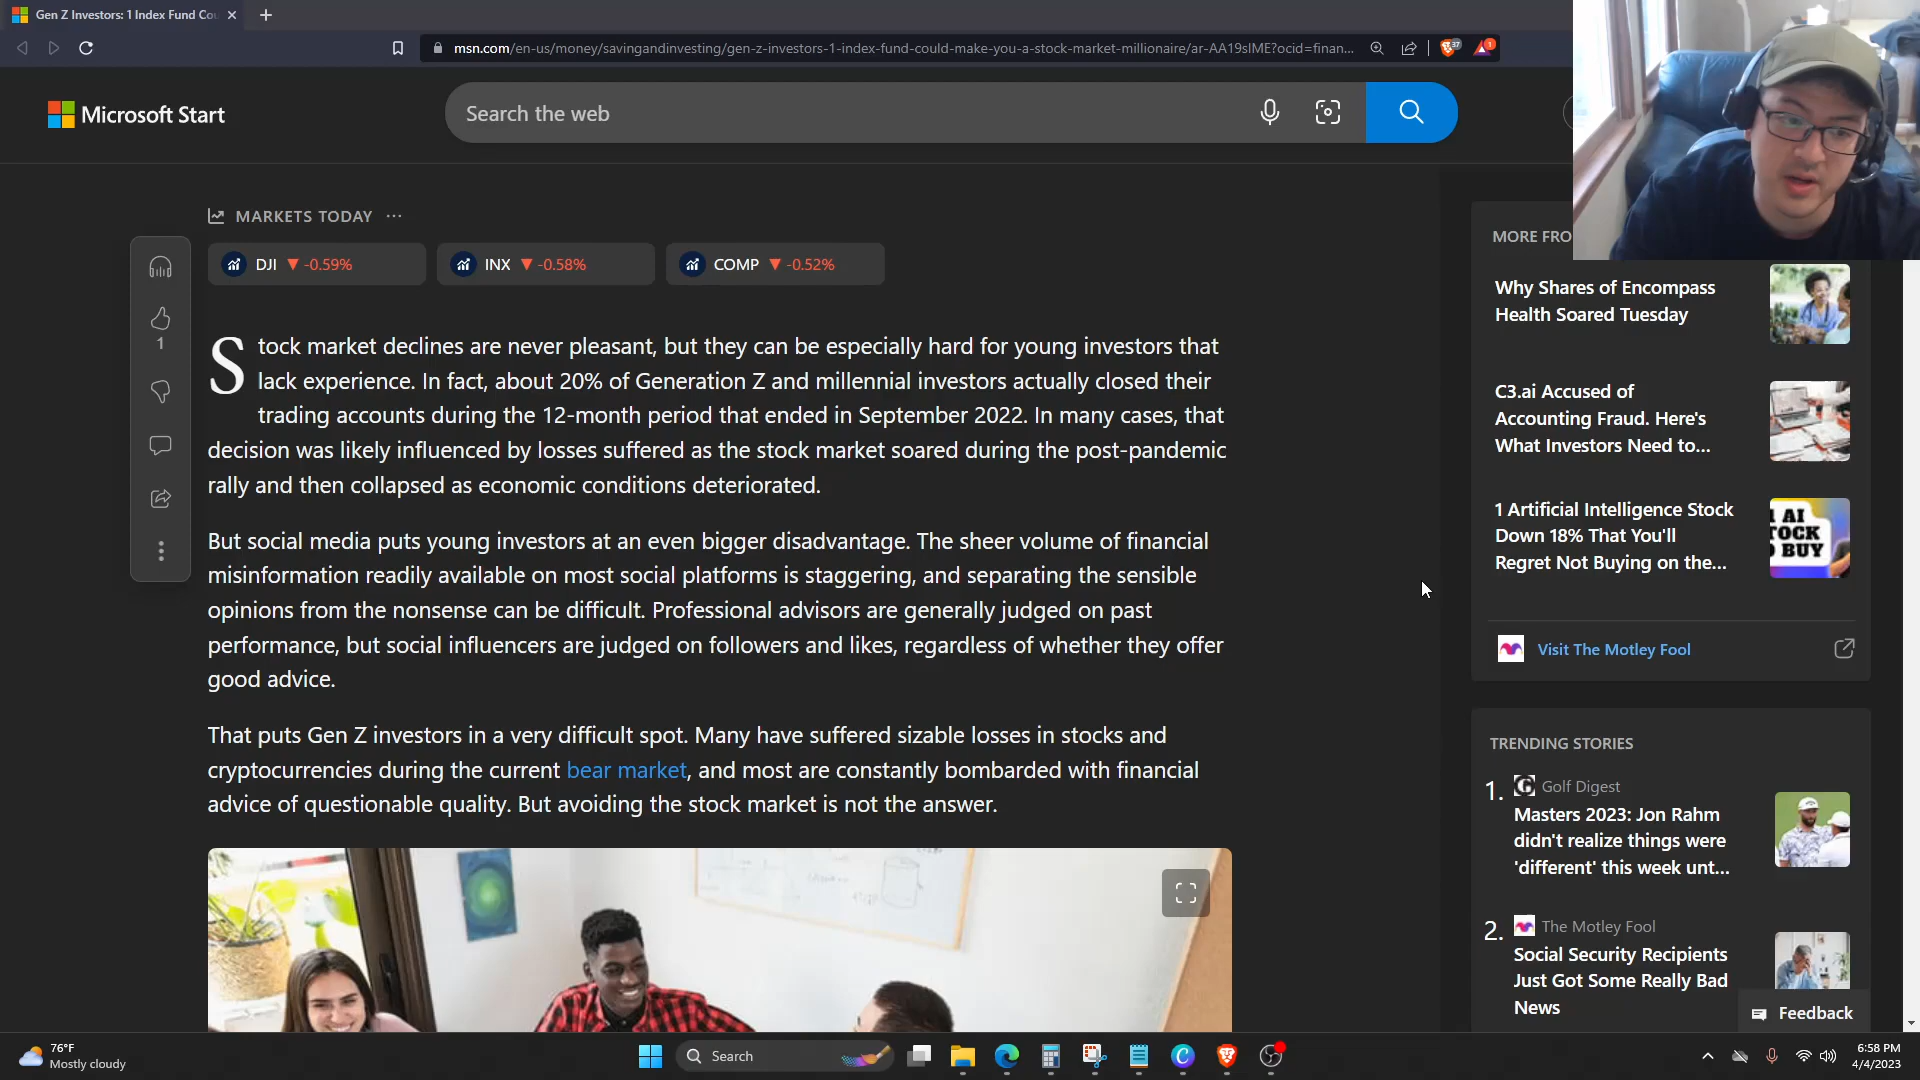 Gen Z Investors: 1 Index Fund Cou
msn.com/en-us/money/savingandinvesting/gen-z-investors-1-index-fund-could-make-you-a-stock-market-millionaire/ar-AA19sIME?ocid=finan...
37
1
Microsoft Start
Search the web
MARKETS TODAY ...
DJI ▼ -0.59%
INX ▼ -0.58%
COMP ▼ -0.52%
1
Stock market declines are never pleasant, but they can be especially hard for young investors that
lack experience. In fact, about 20% of Generation Z and millennial investors actually closed their
trading accounts during the 12-month period that ended in September 2022. In many cases, that
decision was likely influenced by losses suffered as the stock market soared during the post-pandemic
rally and then collapsed as economic conditions deteriorated.
But social media puts young investors at an even bigger disadvantage. The sheer volume of financial
misinformation readily available on most social platforms is staggering, and separating the sensible
opinions from the nonsense can be difficult. Professional advisors are generally judged on past
performance, but social influencers are judged on followers and likes, regardless of whether they offer
good advice.
That puts Gen Z investors in a very difficult spot. Many have suffered sizable losses in stocks and
cryptocurrencies during the current bear market, and most are constantly bombarded with financial
advice of questionable quality. But avoiding the stock market is not the answer.
MORE FRO
Why Shares of Encompass
Health Soared Tuesday
C3.ai Accused of
Accounting Fraud. Here's
What Investors Need to...
1 Artificial Intelligence Stock
Down 18% That You'll
Regret Not Buying on the...
1 AI
STOCK
TO BUY
Visit The Motley Fool
TRENDING STORIES
1. Golf Digest
Masters 2023: Jon Rahm
didn't realize things were
'different' this week unt...
2. The Motley Fool
Social Security Recipients
Just Got Some Really Bad
News
Feedback
76°F
Mostly cloudy
Search
6:58 PM
4/4/2023